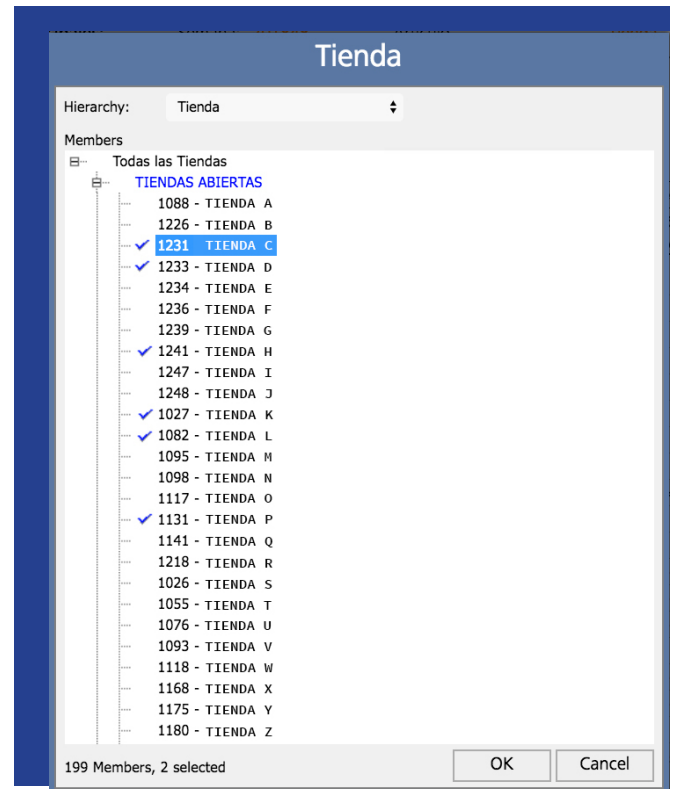 Tienda
Hierarchy: Tienda
Members
Todas las Tiendas
TIENDAS ABIERTAS
1088 - TIENDA A
1226 - TIENDA B
1231 TIENDA C
1233 - TIENDA D
1234 - TIENDA E
1236 - TIENDA F
1239 - TIENDA G
1241 - TIENDA H
1247 - TIENDA I
1248 - TIENDA J
1027 - TIENDA K
1082 - TIENDA L
1095 - TIENDA M
1098 - TIENDA N
1117 - TIENDA O
1131 - TIENDA P
1141 - TIENDA Q
1218 - TIENDA R
1026 - TIENDA S
1055 - TIENDA T
1076 - TIENDA U
1093 - TIENDA V
1118 - TIENDA W
1168 - TIENDA X
1175 - TIENDA Y
1180 - TIENDA Z
199 Members, 2 selected OK Cancel